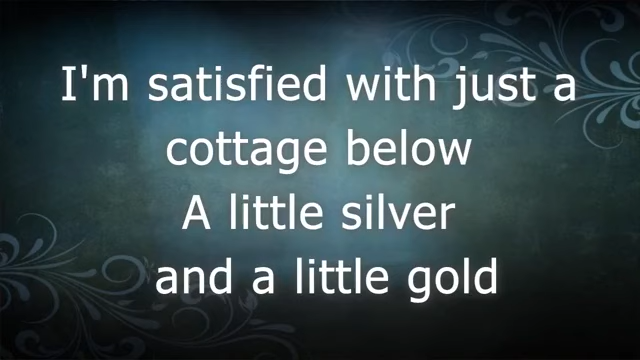 I'm satisfied with just a
cottage below
A little silver
and a little gold